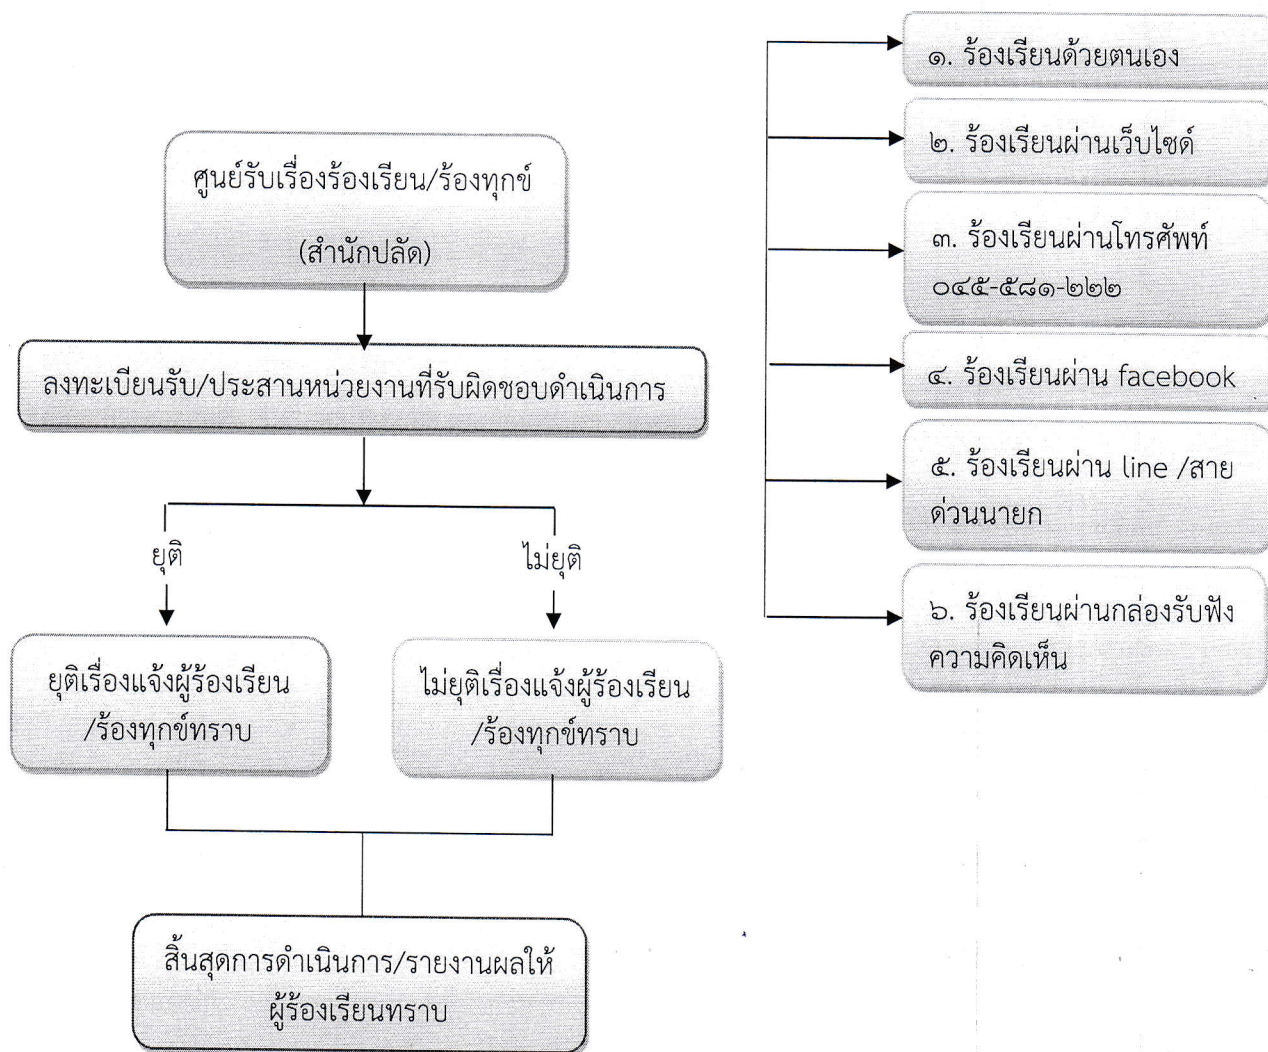 ศูนย์รับเรื่องร้องเรียน/ร้องทุกข์
(สำนักปลัด)
ลงทะเบียนรับ/ประสานหน่วยงานที่รับผิดชอบดำเนินการ
ยุติ
ไม่ยุติ
ยุติเรื่องแจ้งผู้ร้องเรียน
/ร้องทุกข์ทราบ
ไม่ยุติเรื่องแจ้งผู้ร้องเรียน
/ร้องทุกข์ทราบ
สิ้นสุดการดำเนินการ/รายงานผลให้
ผู้ร้องเรียนทราบ
๑. ร้องเรียนด้วยตนเอง
๒. ร้องเรียนผ่านเว็บไซด์
๓. ร้องเรียนผ่านโทรศัพท์
๐๔๕-๕๘๑-๒๒๒
๔. ร้องเรียนผ่าน facebook
๕. ร้องเรียนผ่าน line /สาย
ด่วนนายก
๖. ร้องเรียนผ่านกล่องรับฟัง
ความคิดเห็น